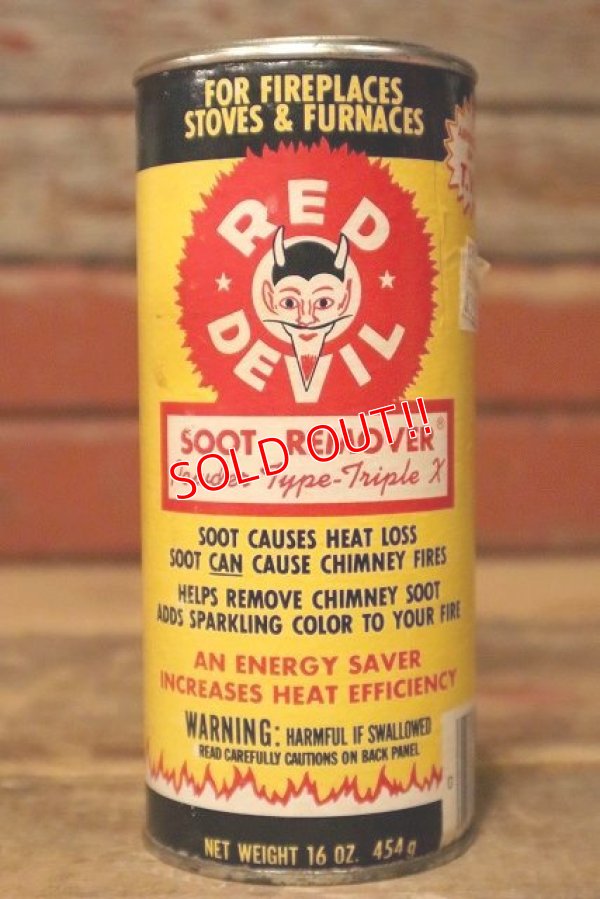 FOR FIREPLACES
STOVES & FURNACES
RED
DEVIL
SOOT REMOVER®
SOLD OUT!!
Type-Triple X
SOOT CAUSES HEAT LOSS
SOOT CAN CAUSE CHIMNEY FIRES
HELPS REMOVE CHIMNEY SOOT
ADDS SPARKLING COLOR TO YOUR FIRE
AN ENERGY SAVER
INCREASES HEAT EFFICIENCY
WARNING: HARMFUL IF SWALLOWED
READ CAREFULLY CAUTIONS ON BACK PANEL
NET WEIGHT 16 OZ. 454g